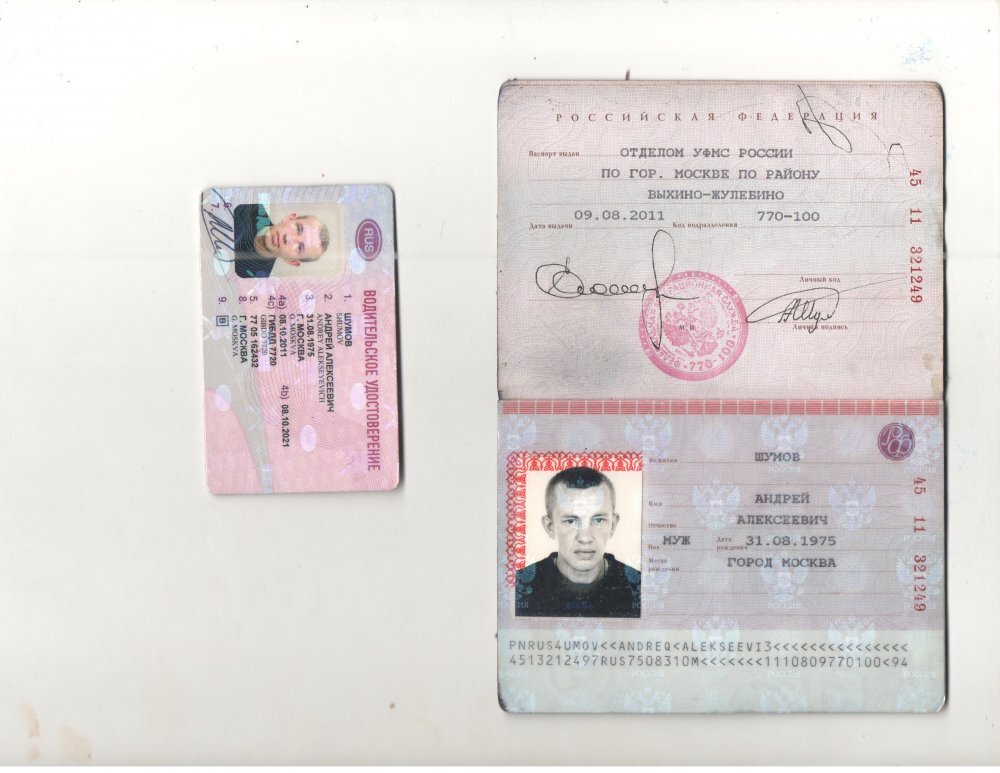 ВОДИТЕЛЬСКОЕ УДОСТОВЕРЕНИЕ
RUS
1. ШУМОВ
SHUMOV
2. АНДРЕЙ АЛЕКСЕЕВИЧ
ANDREY ALEKSEYEVICH
3. 31.08.1975
Г. МОСКВА
G. MOSKVA
4a) 08.10.2011 4b) 08.10.2021
4c) ГИБДД 7720
GIBDD 7720
5. 77 05 162432
8. Г. МОСКВА
G. MOSKVA
9. B
6.
7.
РОССИЙСКАЯ ФЕДЕРАЦИЯ
Паспорт выдан ОТДЕЛОМ УФМС РОССИИ
ПО ГОР. МОСКВЕ ПО РАЙОНУ
ВЫХИНО-ЖУЛЕБИНО
Дата выдачи 09.08.2011 Код подразделения 770-100
Личный код
Личная подпись
М. П.
770-100
45 11 321249
Фамилия ШУМОВ
Имя АНДРЕЙ
Отчество АЛЕКСЕЕВИЧ
Пол МУЖ Дата рождения 31.08.1975
Место рождения ГОРОД МОСКВА
45 11 321249
РФ
РОССИЯ
PNRUS4UMOV<<ANDREQ<ALEKSEEVI3<<<<<<<<<<<<<<<
4513212497RUS7508310M<<<<<<<1110809770100<94